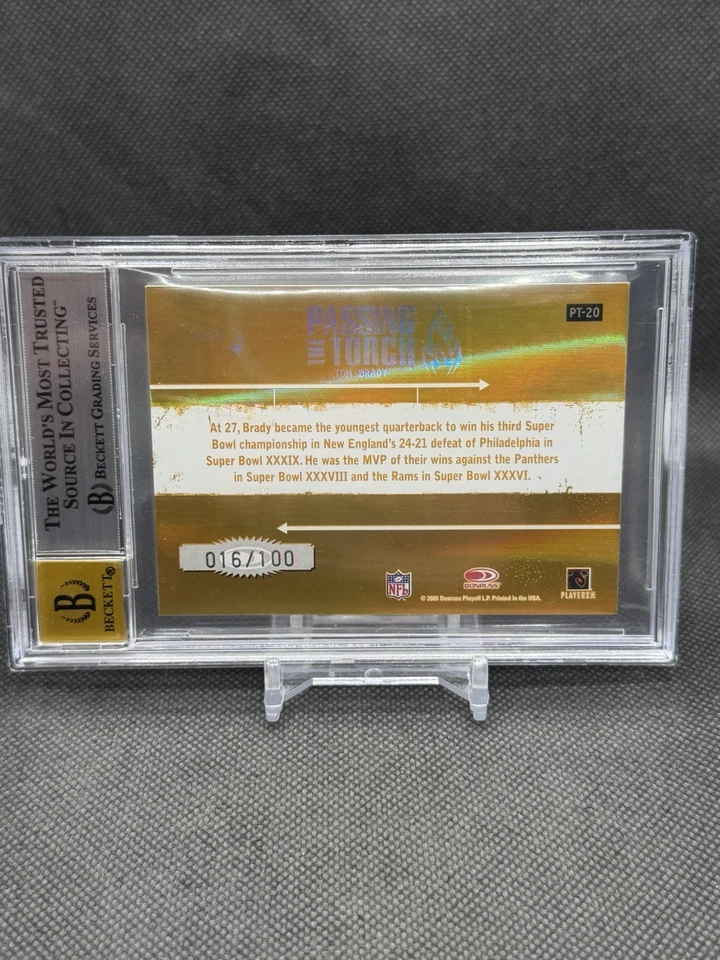 THE WORLD'S MOST TRUSTED
SOURCE IN COLLECTING™
BECKETT GRADING SERVICES
B
BECKETT®
PT-20
PASSING
THE TORCH
TOM BRADY
At 27, Brady became the youngest quarterback to win his third Super
Bowl championship in New England's 24-21 defeat of Philadelphia in
Super Bowl XXXIX. He was the MVP of their wins against the Panthers
in Super Bowl XXXVIII and the Rams in Super Bowl XXXVI.
016/100
NFL
DONRUSS
© 2005 Donruss Playoff L.P. Printed in the USA.
PLAYERS INC